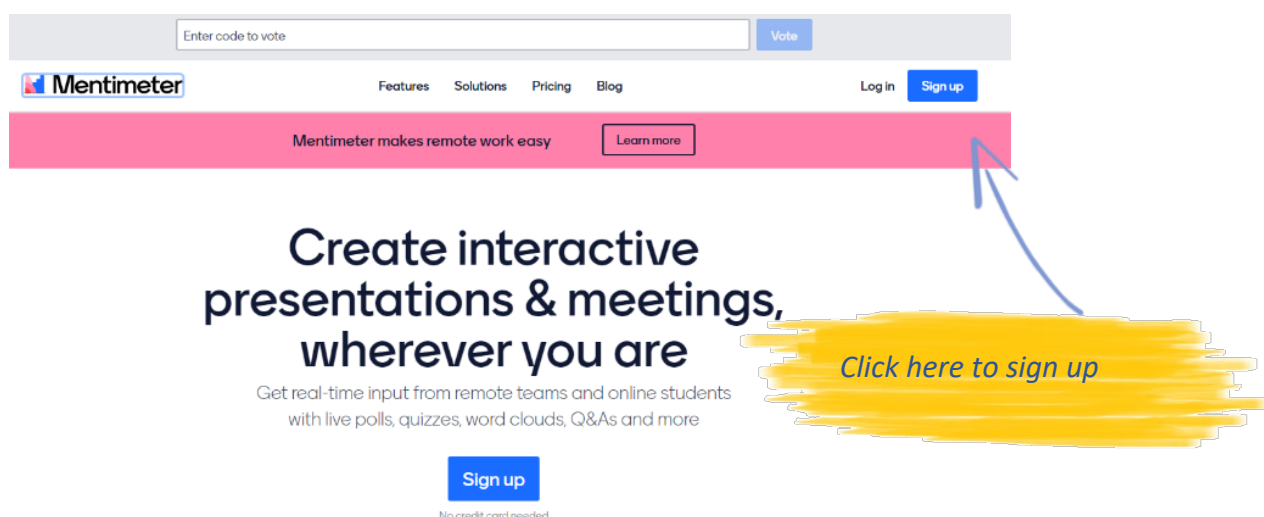 Enter code to vote
Vote
Mentimeter
Features Solutions Pricing Blog
Log in Sign up
Mentimeter makes remote work easy
Learn more
Create interactive
presentations & meetings,
wherever you are
Click here to sign up
Get real-time input from remote teams and online students
with live polls, quizzes, word clouds, Q&As and more
Sign up
No credit card needed